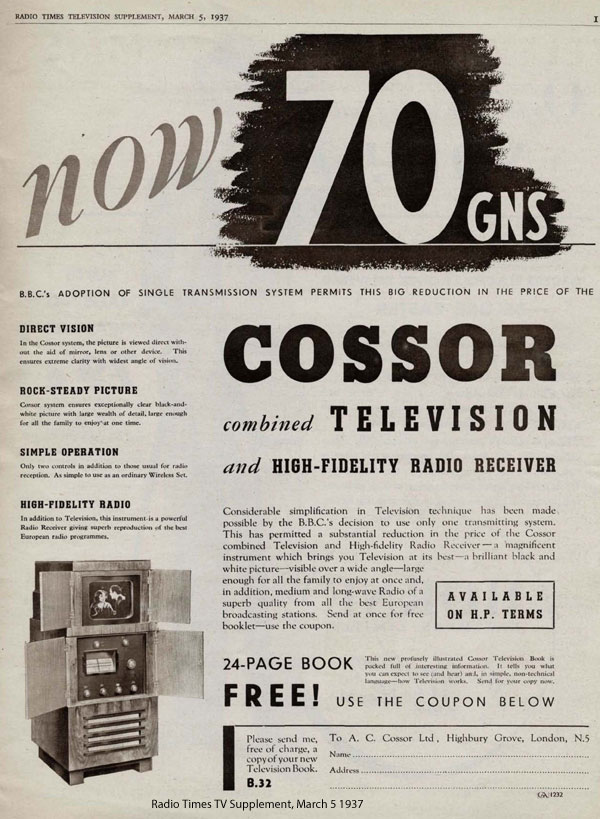 RADIO TIMES TELEVISION SUPPLEMENT, MARCH 5, 1937
1
now 70 GNS
B.B.C.'s ADOPTION OF SINGLE TRANSMISSION SYSTEM PERMITS THIS BIG REDUCTION IN THE PRICE OF THE
DIRECT VISION
In the Cossor system, the picture is viewed direct with-
out the aid of mirror, lens or other device. This
ensures extreme clarity with widest angle of vision.
ROCK-STEADY PICTURE
Cossor system ensures exceptionally clear black-and-
white picture with large wealth of detail, large enough
for all the family to enjoy at one time.
SIMPLE OPERATION
Only two controls in addition to those usual for radio
reception. As simple to use as an ordinary Wireless Set.
HIGH-FIDELITY RADIO
In addition to Television, this instrument is a powerful
Radio Receiver giving superb reproduction of the best
European radio programmes.
COSSOR
combined TELEVISION
and HIGH-FIDELITY RADIO RECEIVER
Considerable simplification in Television technique has been made
possible by the B.B.C.'s decision to use only one transmitting system.
This has permitted a substantial reduction in the price of the Cossor
combined Television and High-fidelity Radio Receiver—a magnificent
instrument which brings you Television at its best—a brilliant black and
white picture—visible over a wide angle—large
enough for all the family to enjoy at once and,
in addition, medium and long-wave Radio of a
superb quality from all the best European
broadcasting stations. Send at once for free
booklet—use the coupon.
AVAILABLE
ON H.P. TERMS
24-PAGE BOOK
FREE!
This new profusely illustrated Cossor Television Book is
packed full of interesting information. It tells you what
you can expect to see (and hear) and, in simple, non-technical
language—how Television works. Send for your copy now.
USE THE COUPON BELOW
Please send me,
free of charge, a
copy of your new
Television Book.
B.32
To A. C. Cossor Ltd, Highbury Grove, London, N.5
Name
Address
1232
Radio Times TV Supplement, March 5 1937